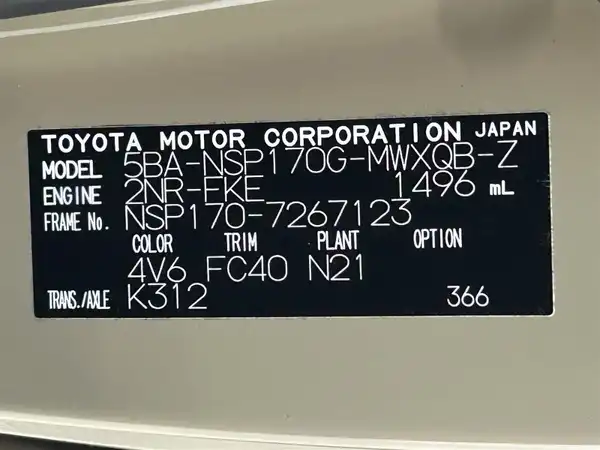 TOYOTA MOTOR CORPORATION JAPAN
MODEL 5BA-NSP170G-MWXQB-Z
ENGINE 2NR-FKE 1496 mL
FRAME No. NSP170-7267123
COLOR TRIM PLANT OPTION
4V6 FC40 N21
TRANS./AXLE K312 366